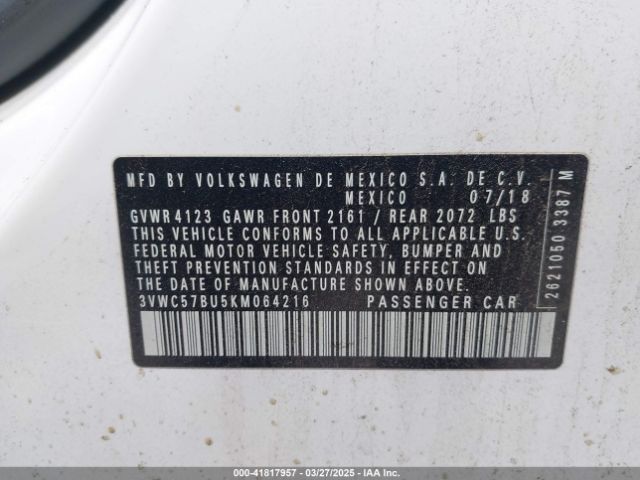 MFD BY VOLKSWAGEN DE MEXICO S.A. DE C.V.
MEXICO 07/18
GVWR 4123 GAWR FRONT 2161 / REAR 2072 LBS
THIS VEHICLE CONFORMS TO ALL APPLICABLE U.S.
FEDERAL MOTOR VEHICLE SAFETY, BUMPER AND
THEFT PREVENTION STANDARDS IN EFFECT ON
THE DATE OF MANUFACTURE SHOWN ABOVE.
3VWC57BU5KM064216 PASSENGER CAR
2621050 3387 M
000-41817957 - 03/27/2025 - IAA Inc.